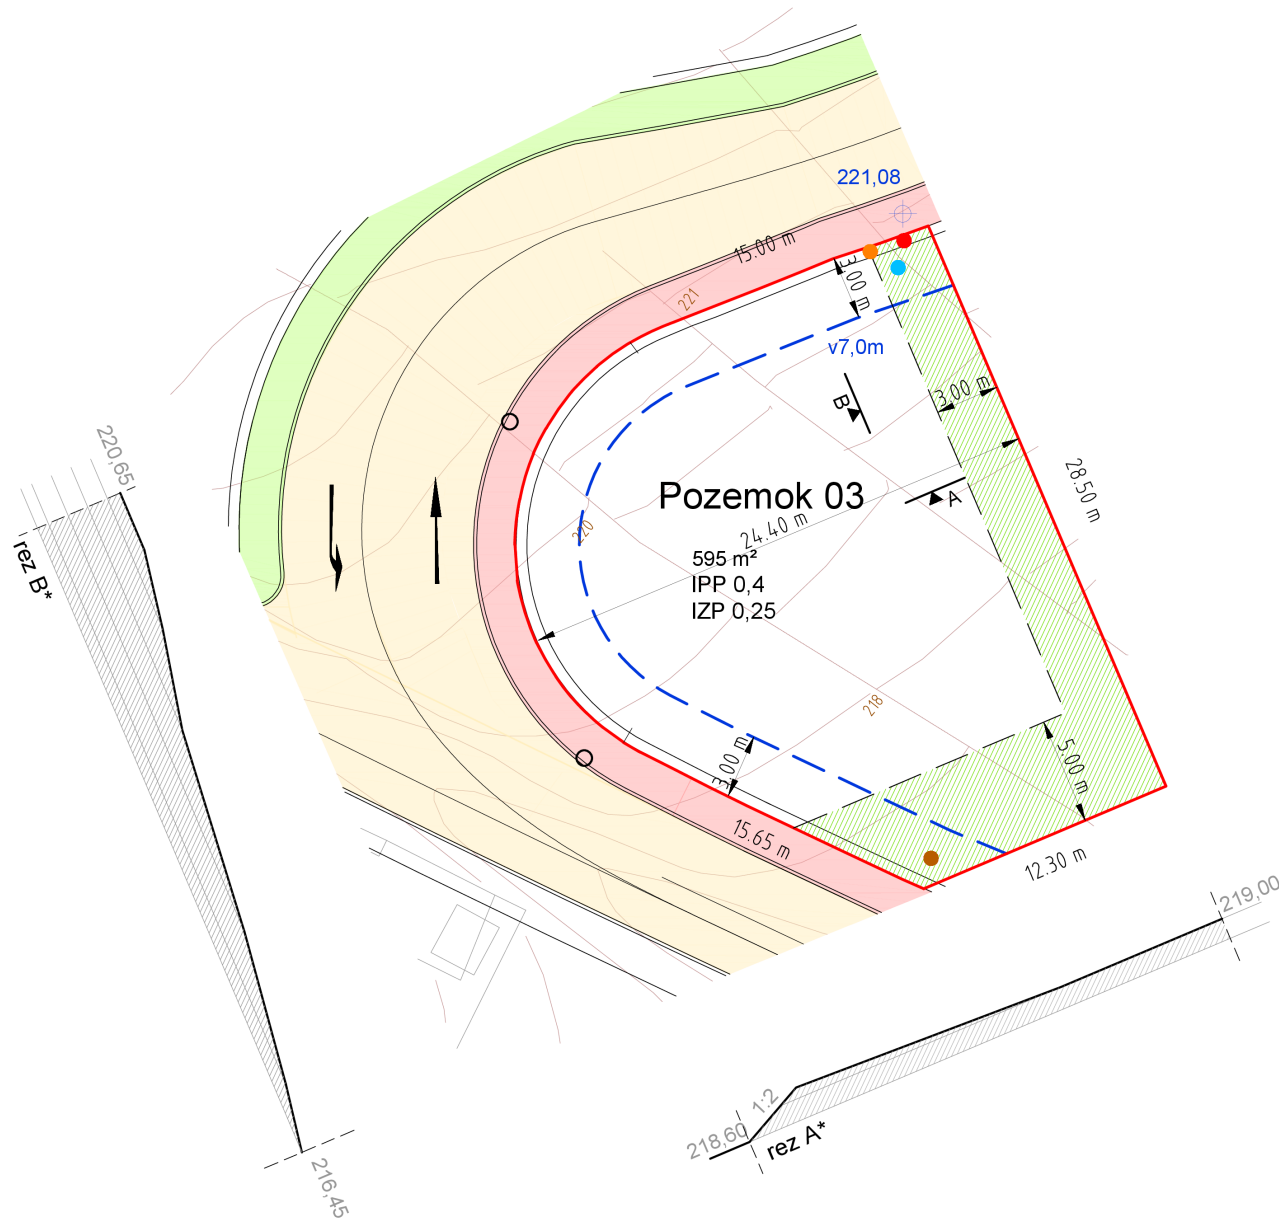 221,08
15.00 m
3.00 m
221
v7,0m
B
3.00 m
220,65
28.50 m
Pozemok 03
A
24.40 m
220
595 m²
IPP 0,4
IZP 0,25
rez B*
218
3.00 m
5.00 m
15.65 m
12.30 m
219,00
1:2
218,60
rez A*
216,45